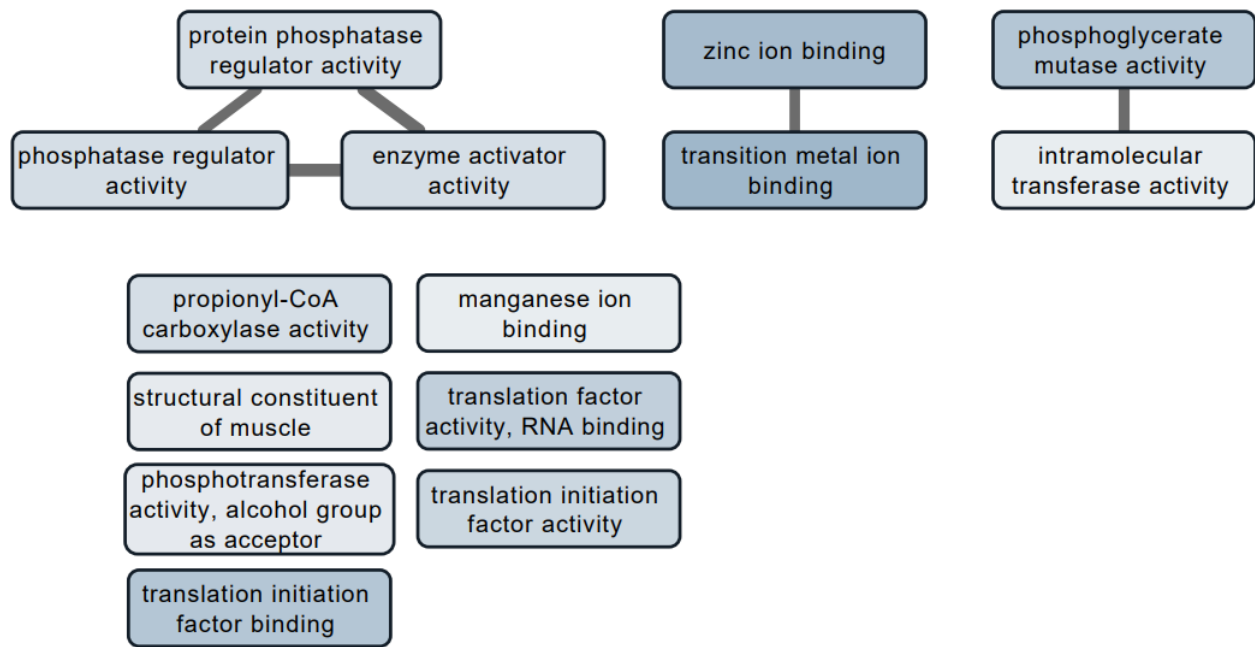 protein phosphatase
regulator activity
zinc ion binding
phosphoglycerate
mutase activity
phosphatase regulator
activity
enzyme activator
activity
transition metal ion
binding
intramolecular
transferase activity
propionyl-CoA
carboxylase activity
manganese ion
binding
structural constituent
of muscle
translation factor
activity, RNA binding
phosphotransferase
activity, alcohol group
as acceptor
translation initiation
factor activity
translation initiation
factor binding